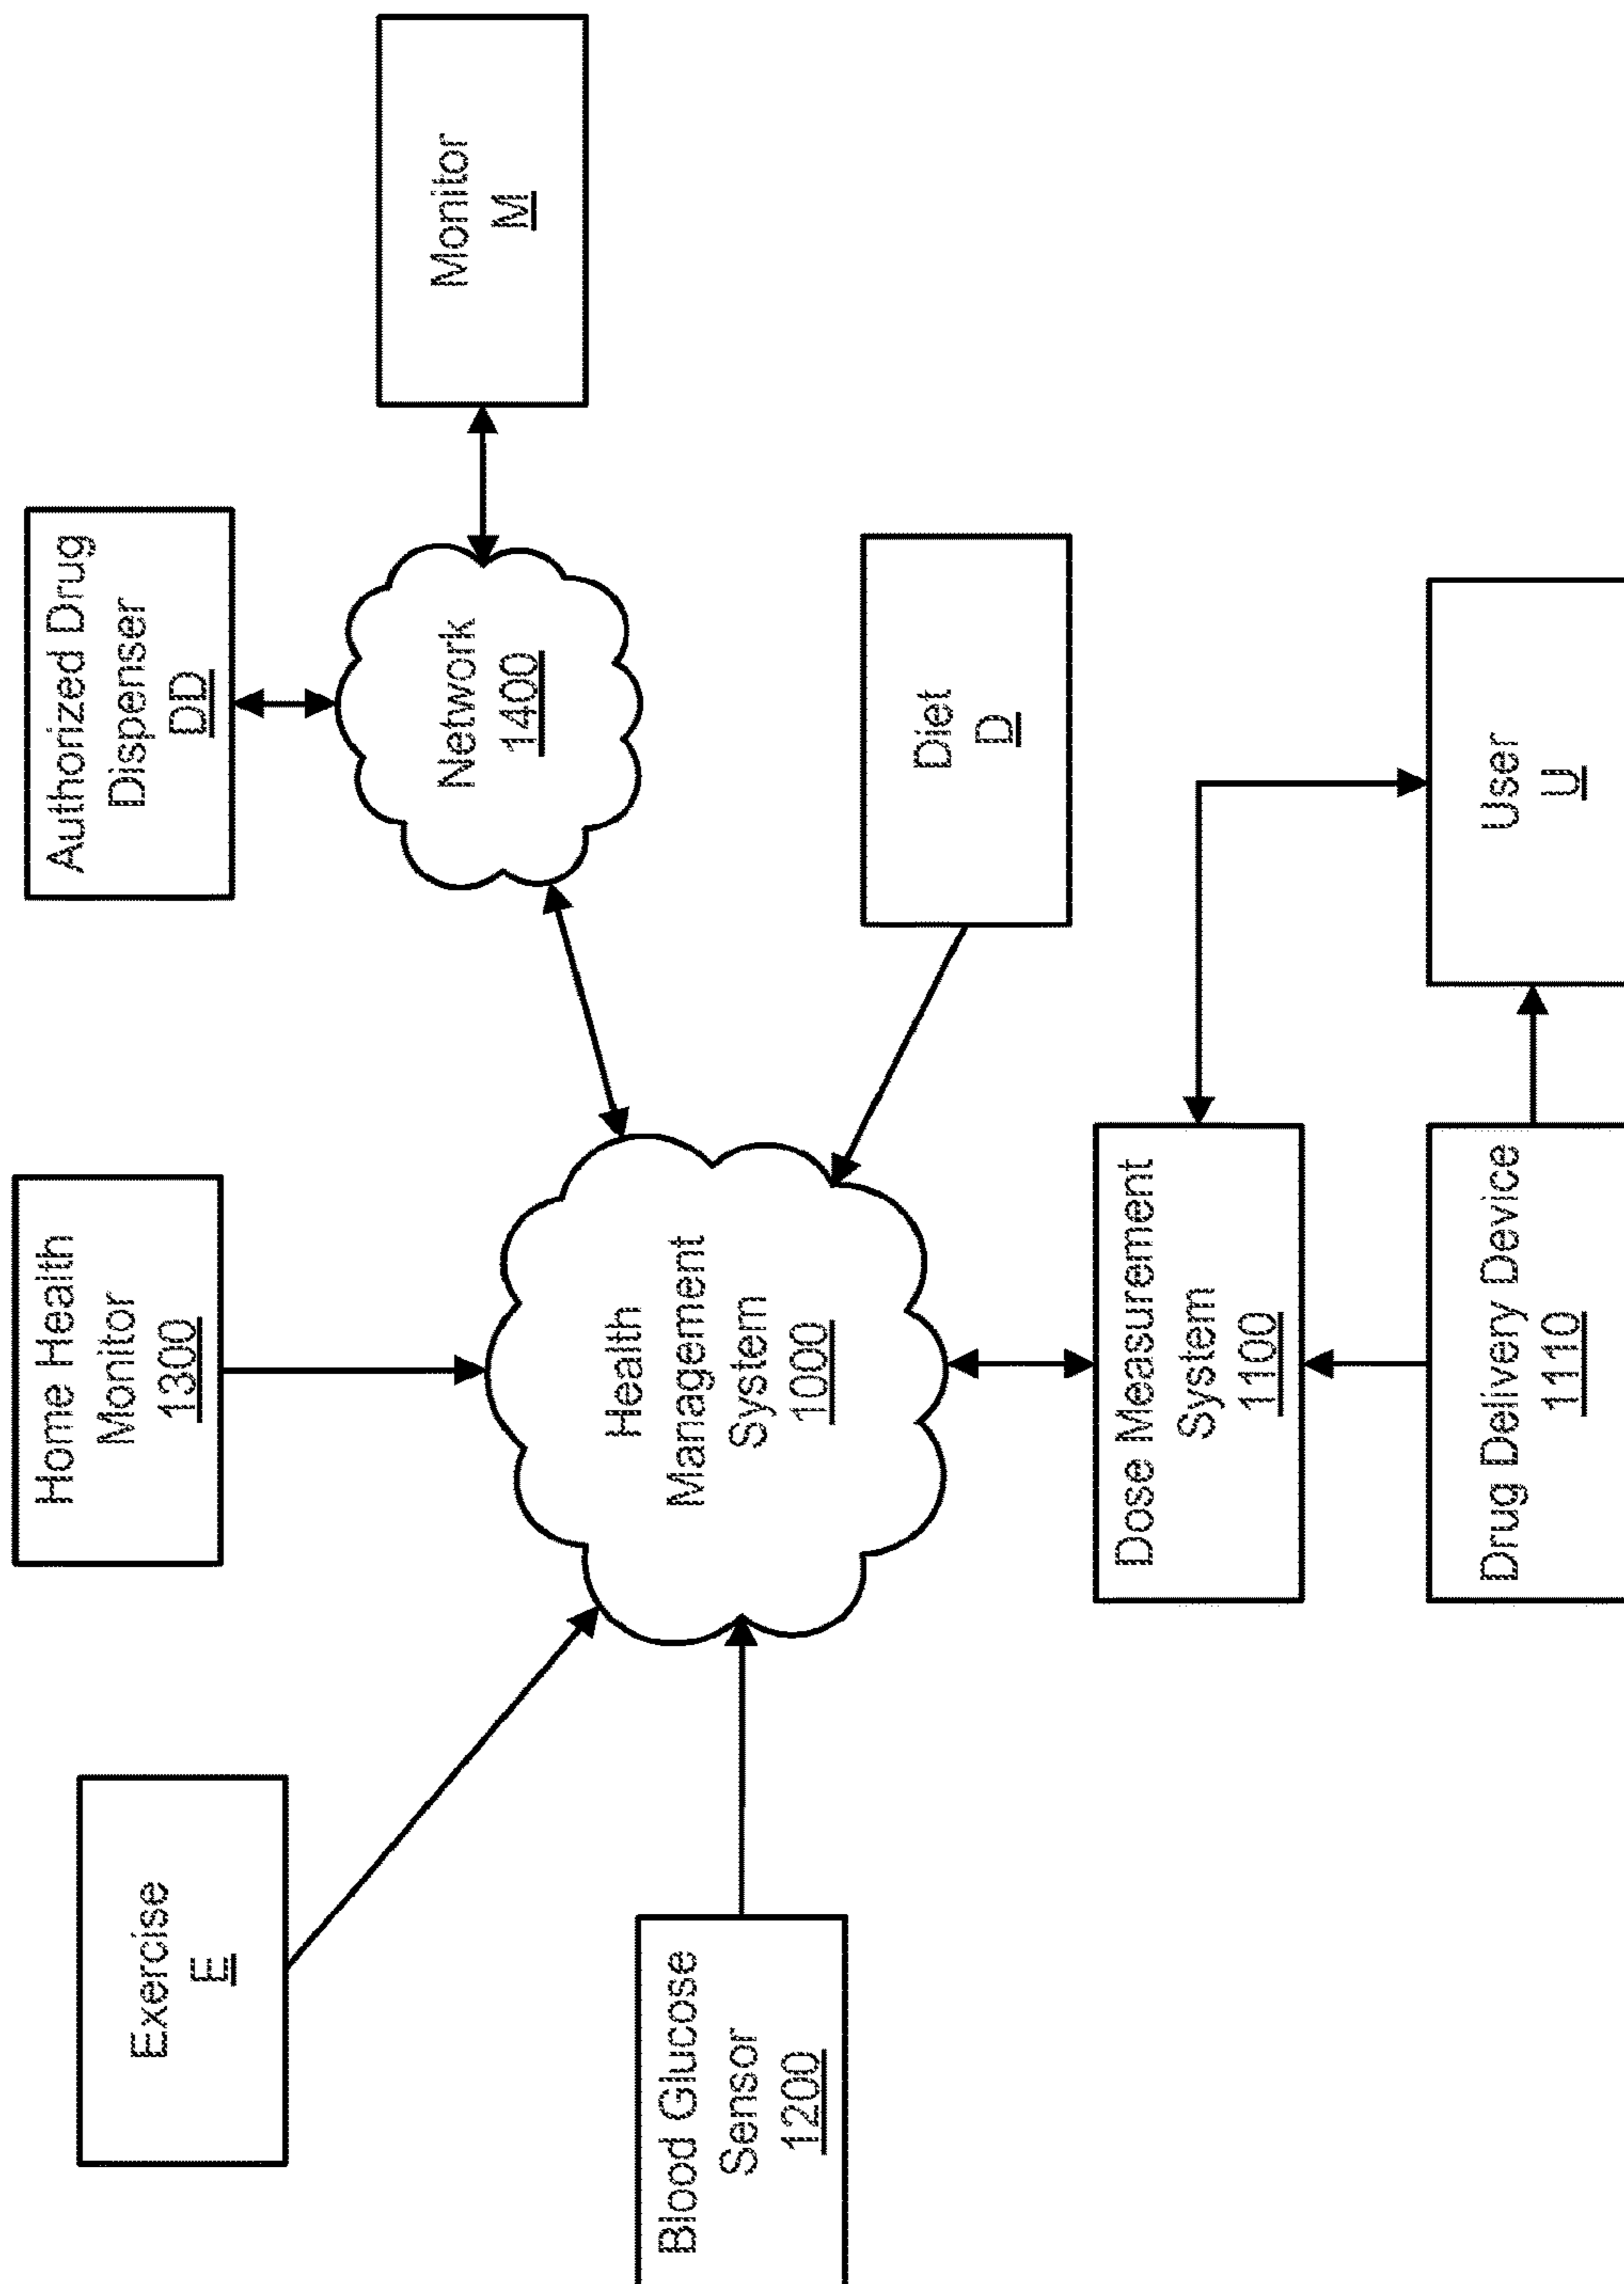 Exercise
E
Home Health
Monitor
1300
Authorized Drug
Dispenser
DD
Monitor
M
Network
1400
Blood Glucose
Sensor
1200
Health
Management
System
1000
Diet
D
Dose Measurement
System
1100
Drug Delivery Device
1110
User
U